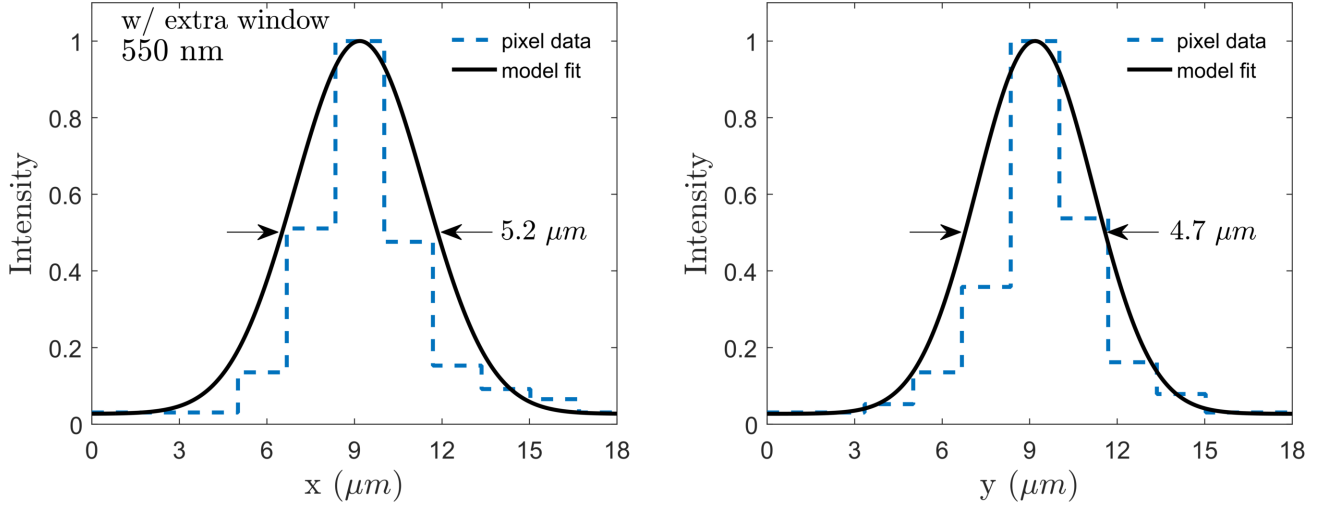 w/ extra window
550 nm
pixel data
model fit
5.2 μm
Intensity
1
0.8
0.6
0.4
0.2
0
0
3
6
9
12
15
18
x (μm)
pixel data
model fit
4.7 μm
Intensity
1
0.8
0.6
0.4
0.2
0
0
3
6
9
12
15
18
y (μm)